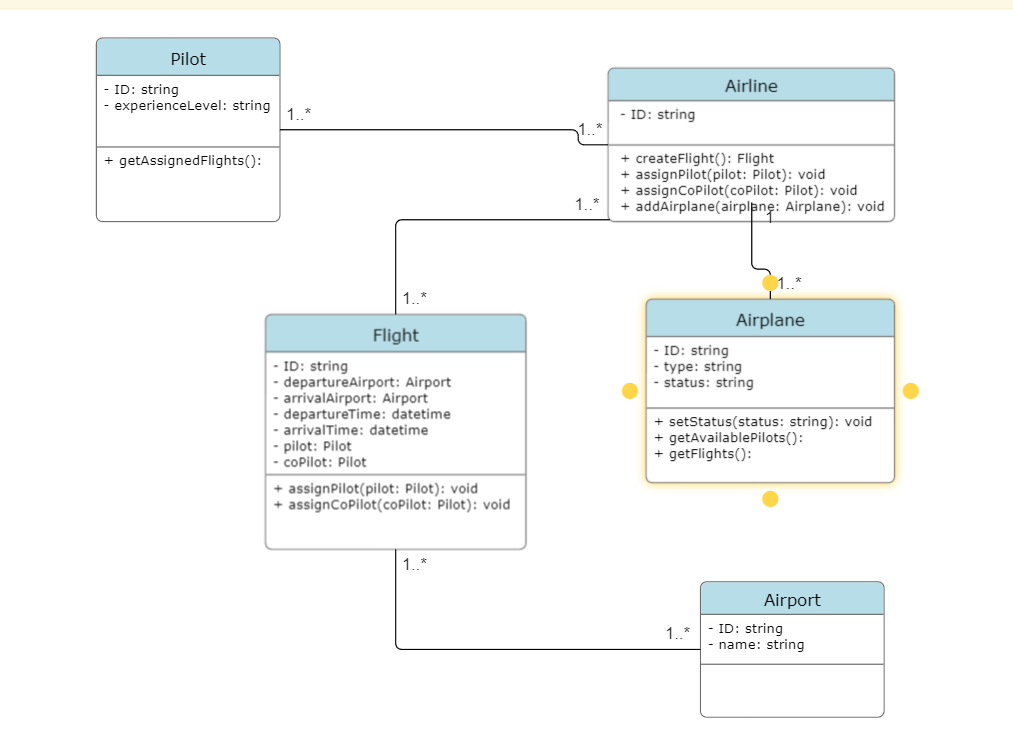 Pilot
- ID: string
- experienceLevel: string
+ getAssignedFlights():
1..*
1..*
Airline
- ID: string
+ createFlight(): Flight
+ assignPilot(pilot: Pilot): void
+ assignCoPilot(coPilot: Pilot): void
+ addAirplane(airplane: Airplane): void
1..*
1
1..*
1..*
Flight
- ID: string
- departureAirport: Airport
- arrivalAirport: Airport
- departureTime: datetime
- arrivalTime: datetime
- pilot: Pilot
- coPilot: Pilot
+ assignPilot(pilot: Pilot): void
+ assignCoPilot(coPilot: Pilot): void
Airplane
- ID: string
- type: string
- status: string
+ setStatus(status: string): void
+ getAvailablePilots():
+ getFlights():
1..*
1..*
Airport
- ID: string
- name: string